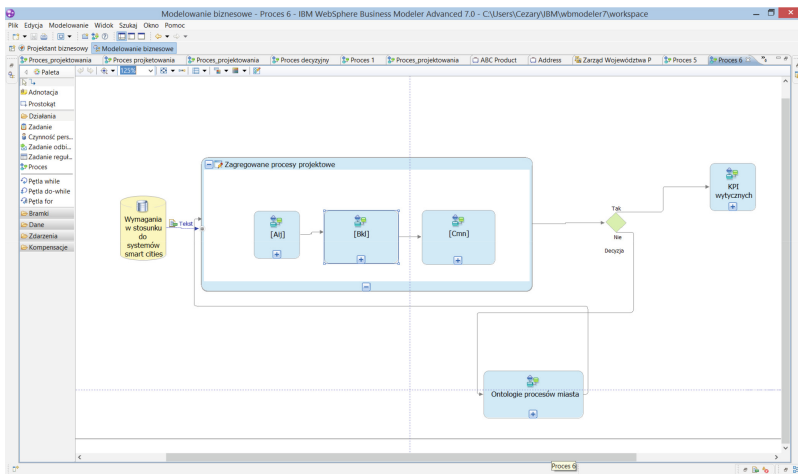 Modelowanie biznesowe - Proces 6 - IBM WebSphere Business Modeler Advanced 7.0 - C:\Users\Cezary\IBM\wbmodeler7\workspace
Plik Edycja Modelowanie Widok Szukaj Okno Pomoc
Projektant biznesowy Modelowanie biznesowe
Proces_projektowania Proces projketowania Proces_projektowania Proces decyzyjny Proces 1 Proces_projektowania ABC Product Address Zarząd Województwa P Proces 5 Proces 6
Paleta
125%
Adnotacja
Prostokąt
Działania
Zadanie
Czynność pers...
Zadanie odbi...
Zadanie reguł...
Proces
Pętla while
Pętla do-while
Pętla for
Bramki
Dane
Zdarzenia
Kompensacje
Wymagania
w stosunku
do
systemów
smart cities
Tekst
Zagregowane procesy projektowe
[Aij]
[Bkl]
[Cmn]
Tak
Nie
Decyzja
KPI
wytycznych
Ontologie procesów miasta
Proces 6